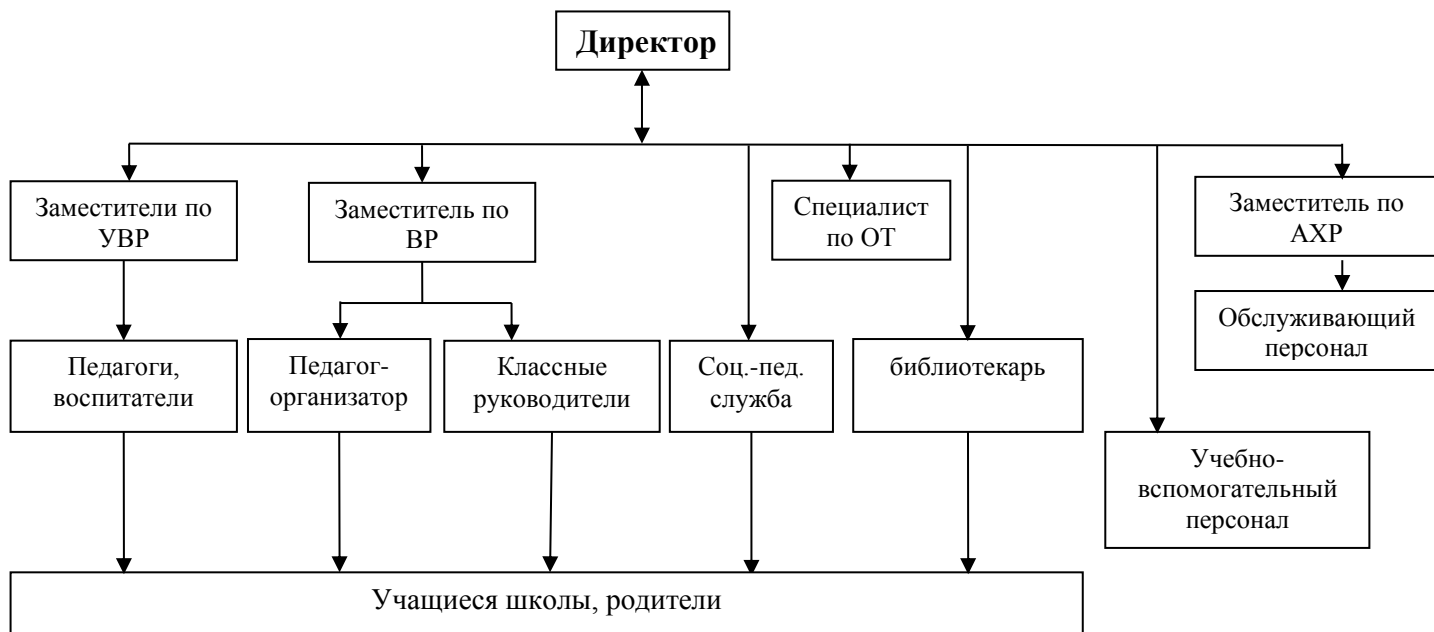 Директор
Заместители по
УВР
Заместитель по
ВР
Специалист
по ОТ
Заместитель по
АХР
Обслуживающий
персонал
Педагоги,
воспитатели
Педагог-
организатор
Классные
руководители
Соц.-пед.
служба
библиотекарь
Учебно-
вспомогательный
персонал
Учащиеся школы, родители